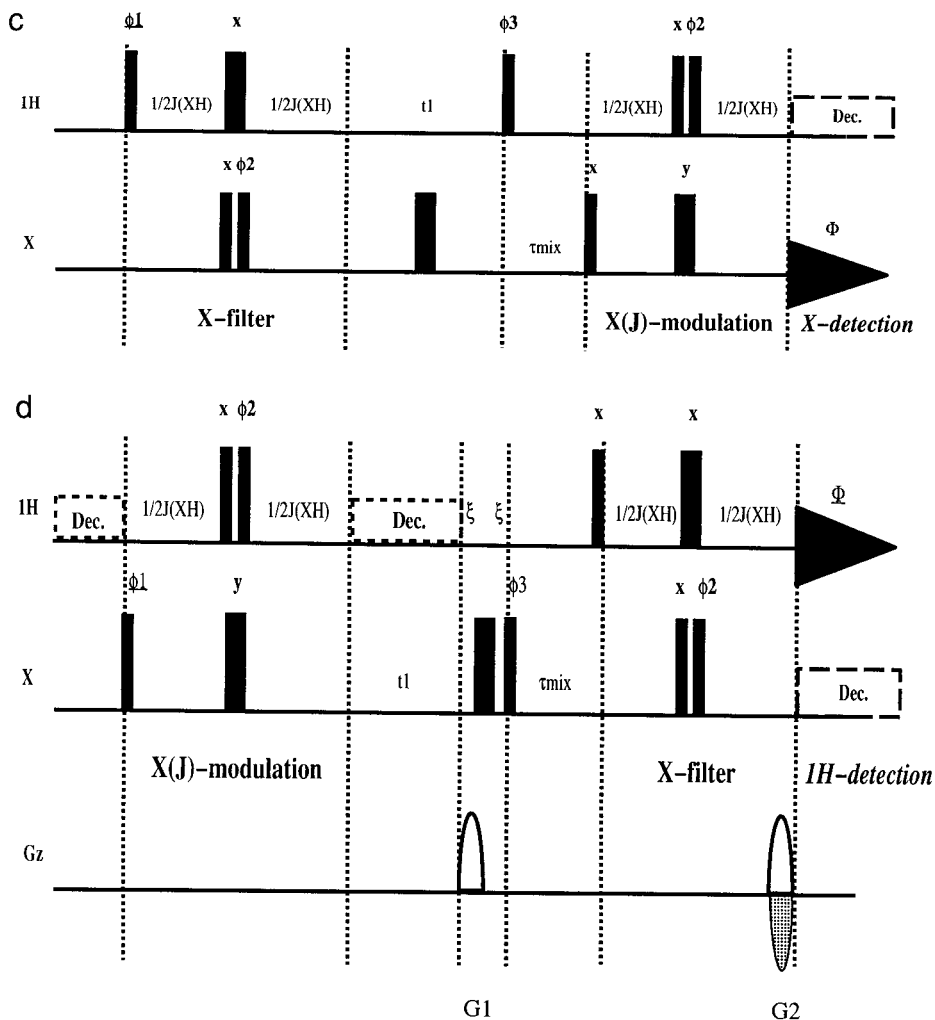 c
ϕ1 x ϕ3 x ϕ2
1H 1/2J(XH) 1/2J(XH) t1 1/2J(XH) 1/2J(XH) Dec.
x ϕ2 x y
X τmix Φ
X-filter X(J)-modulation X-detection
d
x ϕ2 x x
1H Dec. 1/2J(XH) 1/2J(XH) Dec. ξ ξ 1/2J(XH) 1/2J(XH) Φ
ϕ1 y ϕ3 x ϕ2
X t1 τmix Dec.
X(J)-modulation X-filter 1H-detection
Gz
G1 G2